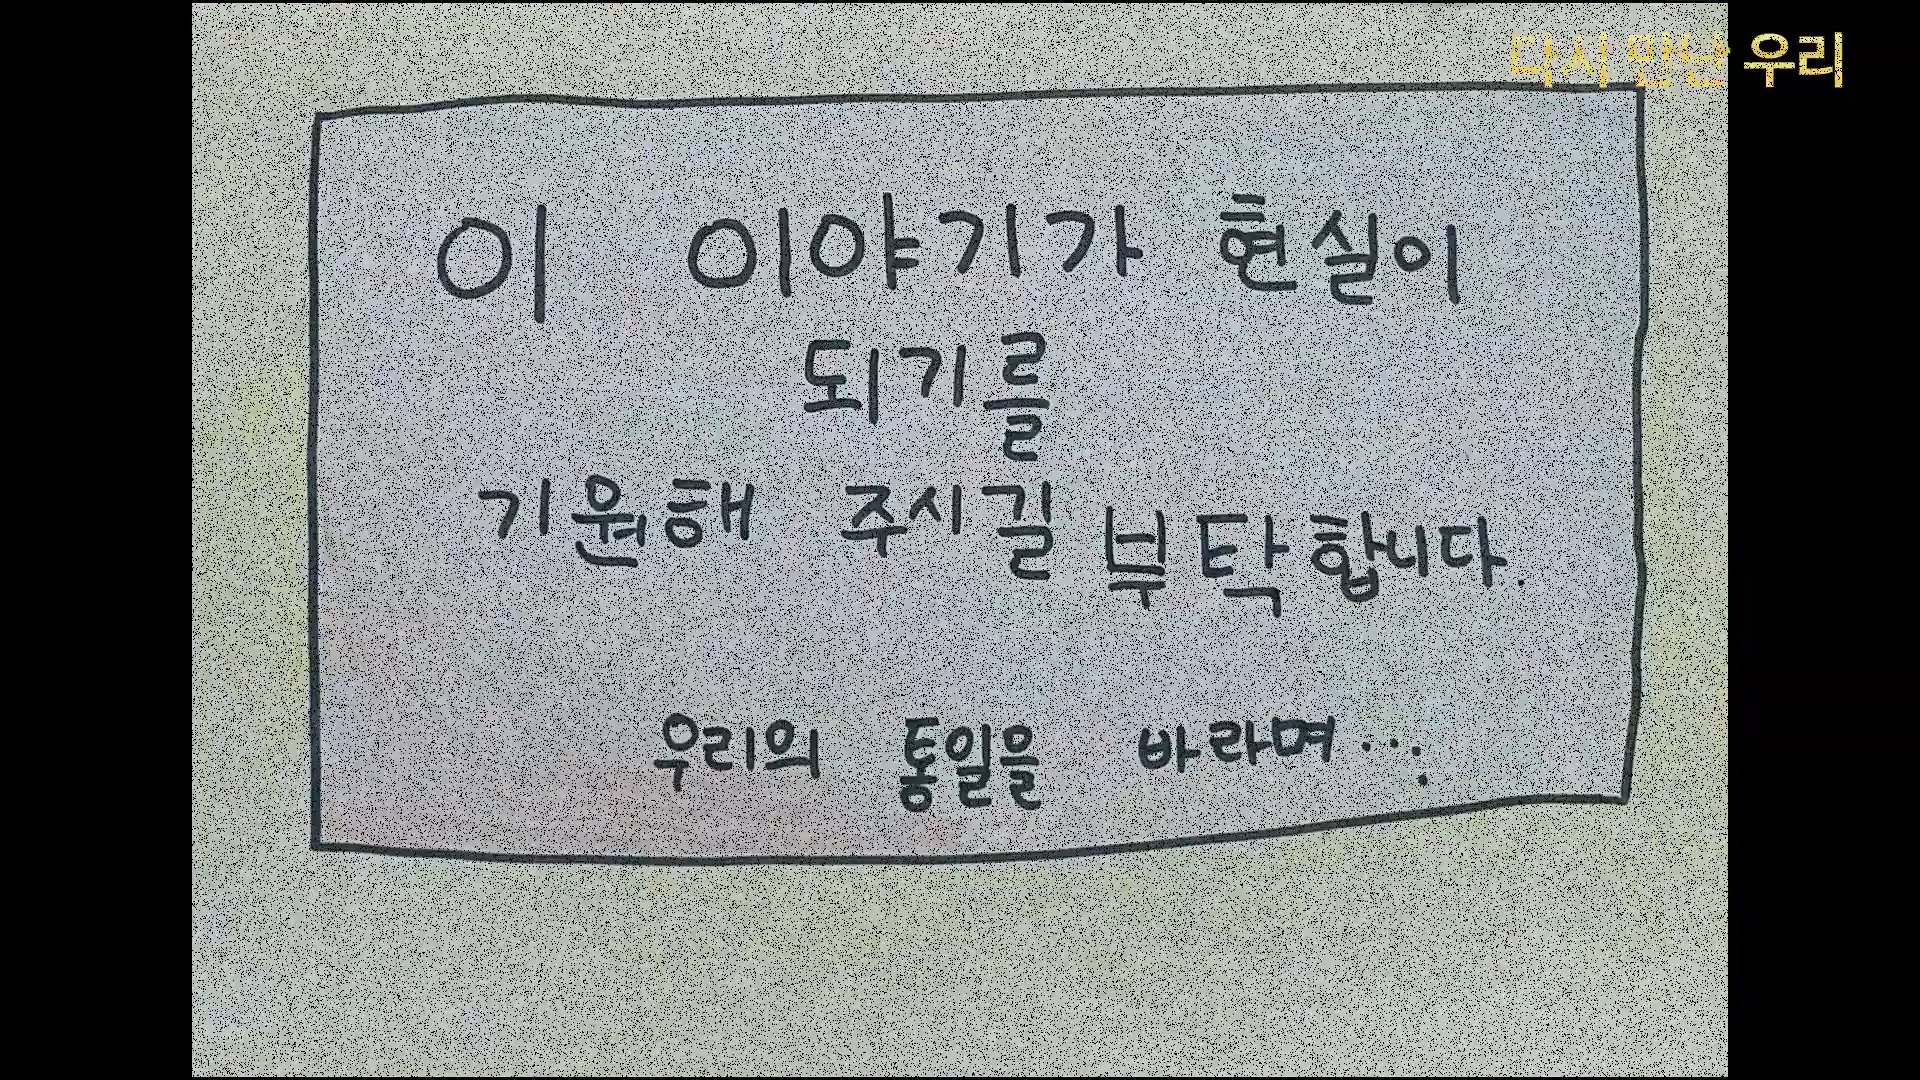 다시 만난 우리
이 이야기가 현실이
되기를
기원해 주시길 부탁합니다.
우리의 통일을 바라며...